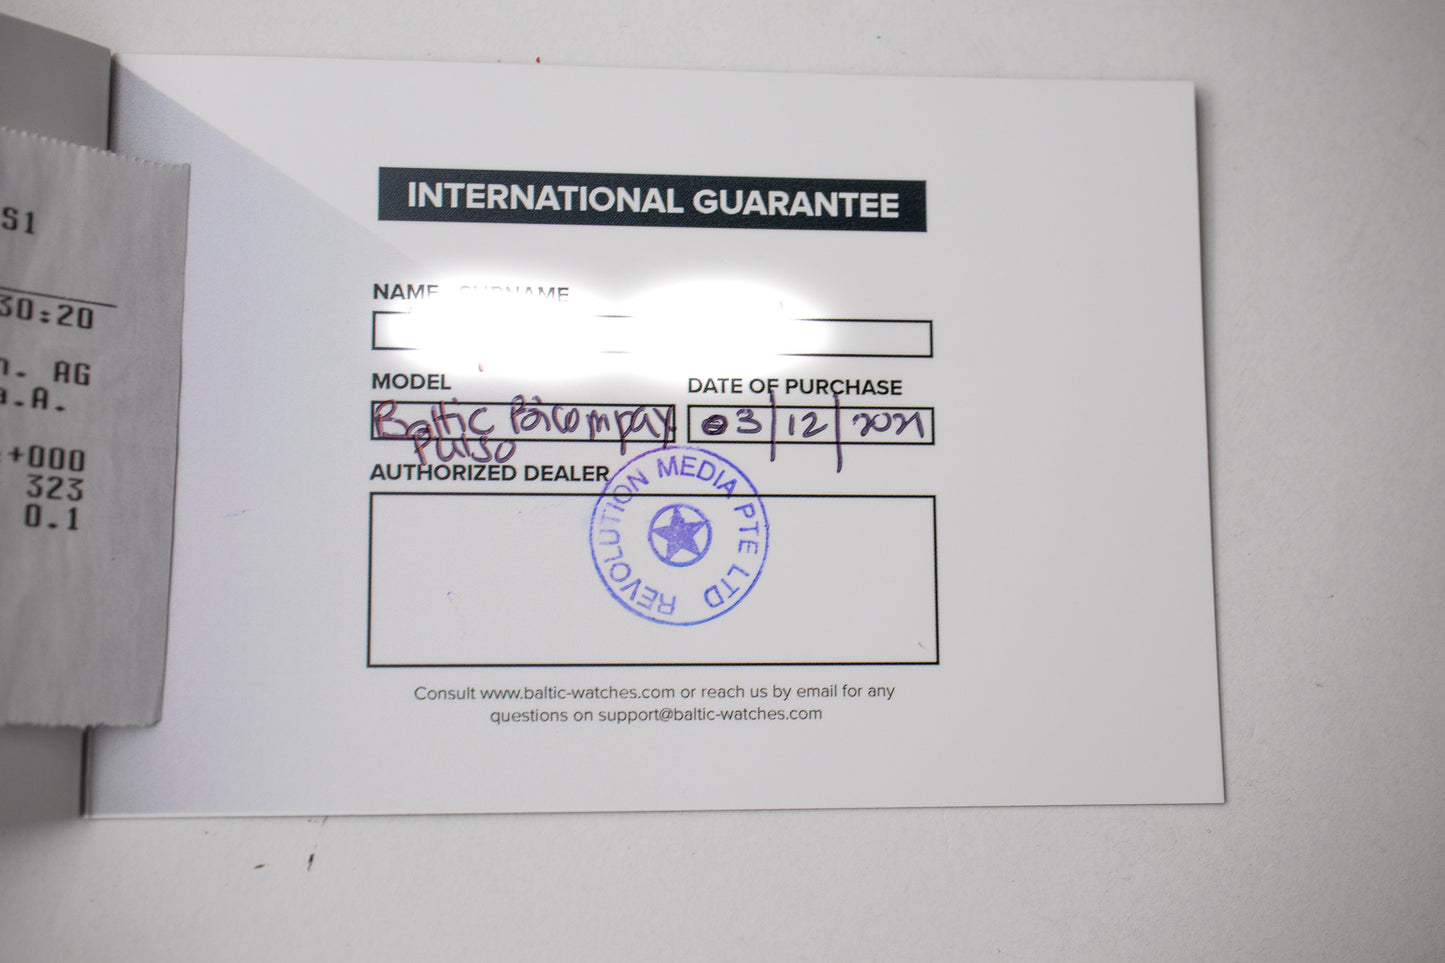 S1
30:20
. AG
.A.
+000
323
0.1
INTERNATIONAL GUARANTEE
NAME SURNAME
MODEL
DATE OF PURCHASE
Baltic Bicompax
Pulso
03/12/2021
AUTHORIZED DEALER
REVOLUTION MEDIA PTE LTD
Consult www.baltic-watches.com or reach us by email for any
questions on support@baltic-watches.com